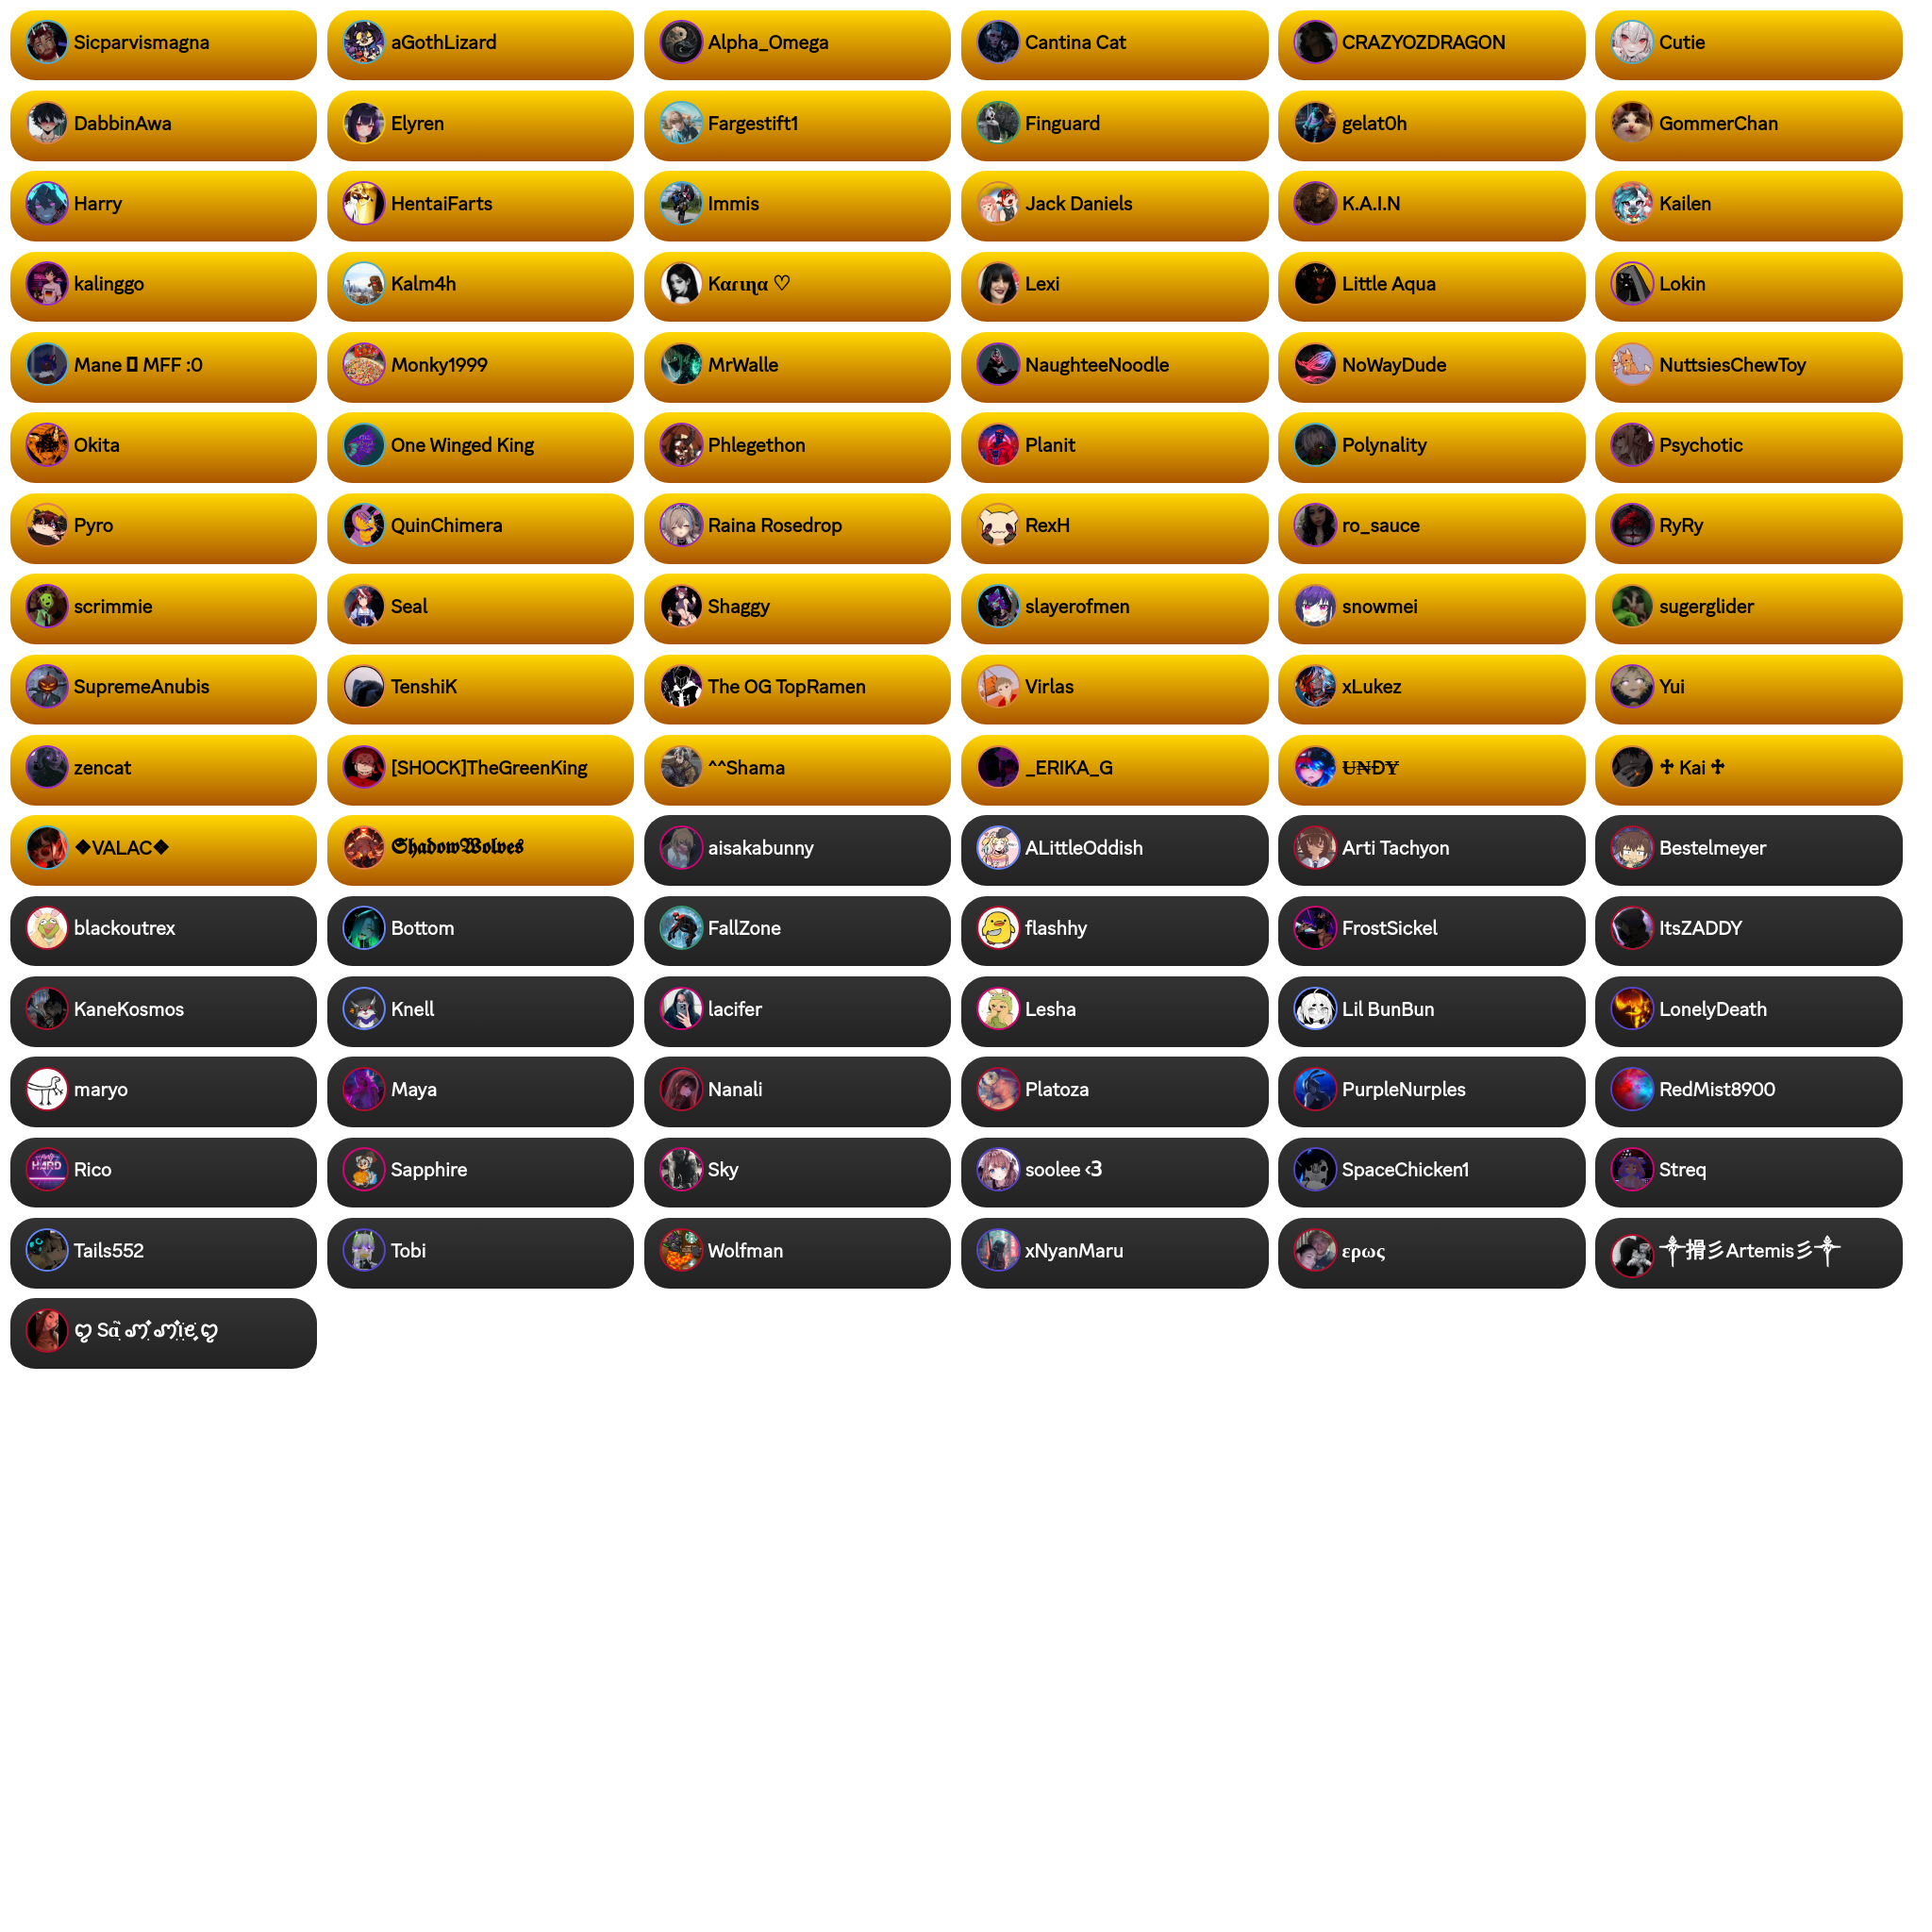 Sicparvismagna
aGothLizard
Alpha_Omega
Cantina Cat
CRAZYOZDRAGON
Cutie
DabbinAwa
Elyren
Fargestift1
Finguard
gelat0h
GommerChan
Harry
HentaiFarts
Immis
Jack Daniels
K.A.I.N
Kailen
kalinggo
Kalm4h
Kαɾιɳα ♡
Lexi
Little Aqua
Lokin
Mane ▯ MFF :0
Monky1999
MrWalle
NaughteeNoodle
NoWayDude
NuttsiesChewToy
Okita
One Winged King
Phlegethon
Planit
Polynality
Psychotic
Pyro
QuinChimera
Raina Rosedrop
RexH
ro_sauce
RyRy
scrimmie
Seal
Shaggy
slayerofmen
snowmei
sugerglider
SupremeAnubis
TenshiK
The OG TopRamen
Virlas
xLukez
Yui
zencat
[SHOCK]TheGreenKing
^^Shama
_ERIKA_G
Ʉ₦ĐɎ
♱ Kai ♱
◆VALAC◆
𝕾𝖍𝖆𝖉𝖔𝖜𝖂𝖔𝖑𝖛𝖊𝖘
aisakabunny
ALittleOddish
Arti Tachyon
Bestelmeyer
blackoutrex
Bottom
FallZone
flashhy
FrostSickel
ItsZADDY
KaneKosmos
Knell
lacifer
Lesha
Lil BunBun
LonelyDeath
maryo
Maya
Nanali
Platoza
PurpleNurples
RedMist8900
Rico
Sapphire
Sky
soolee <3
SpaceChicken1
Streq
Tails552
Tobi
Wolfman
xNyanMaru
ερως
彡Artemis彡